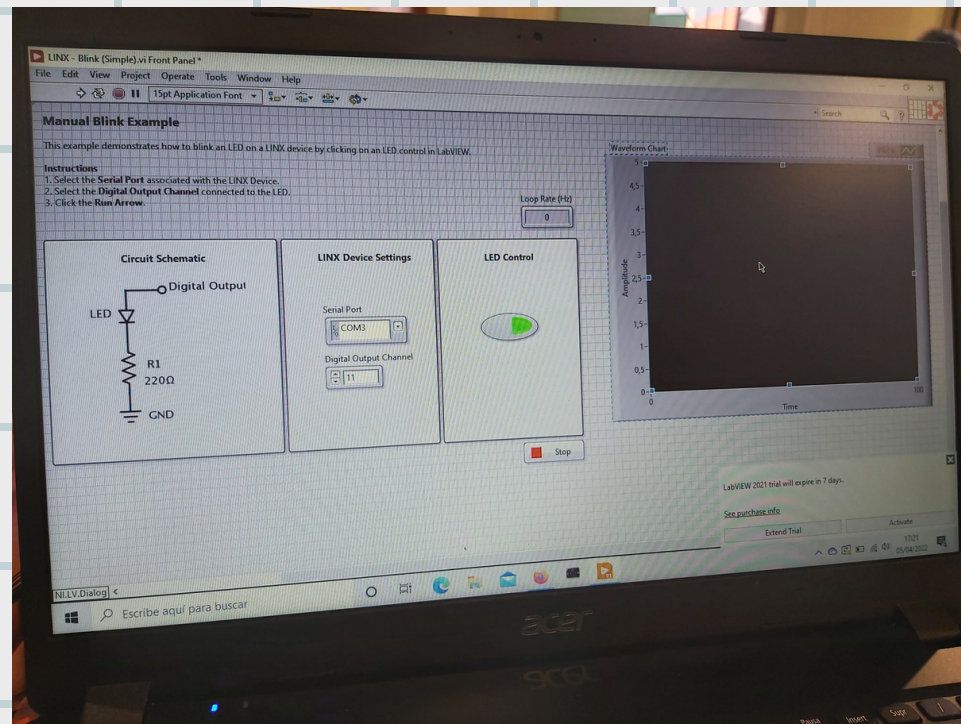 LINX - Blink (Simple).vi Front Panel *
File Edit View Project Operate Tools Window Help
15pt Application Font
Search
Manual Blink Example
This example demonstrates how to blink an LED on a LINX device by clicking on an LED control in LabVIEW.
Instructions
1. Select the Serial Port associated with the LINX Device.
2. Select the Digital Output Channel connected to the LED.
3. Click the Run Arrow.
Loop Rate (Hz)
0
Circuit Schematic
Digital Output
LED
R1
220Ω
GND
LINX Device Settings
Serial Port
COM3
Digital Output Channel
11
LED Control
Stop
Waveform Chart
5
4,5
4
3,5
3
2,5
2
1,5
1
0,5
0
Amplitude
0
100
Time
LabVIEW 2021 trial will expire in 7 days.
See purchase info
Extend Trial
Activate
NI.LV.Dialog <
Escribe aquí para buscar
17:21
05/04/2022
acer
Pausa
Insert
Supr